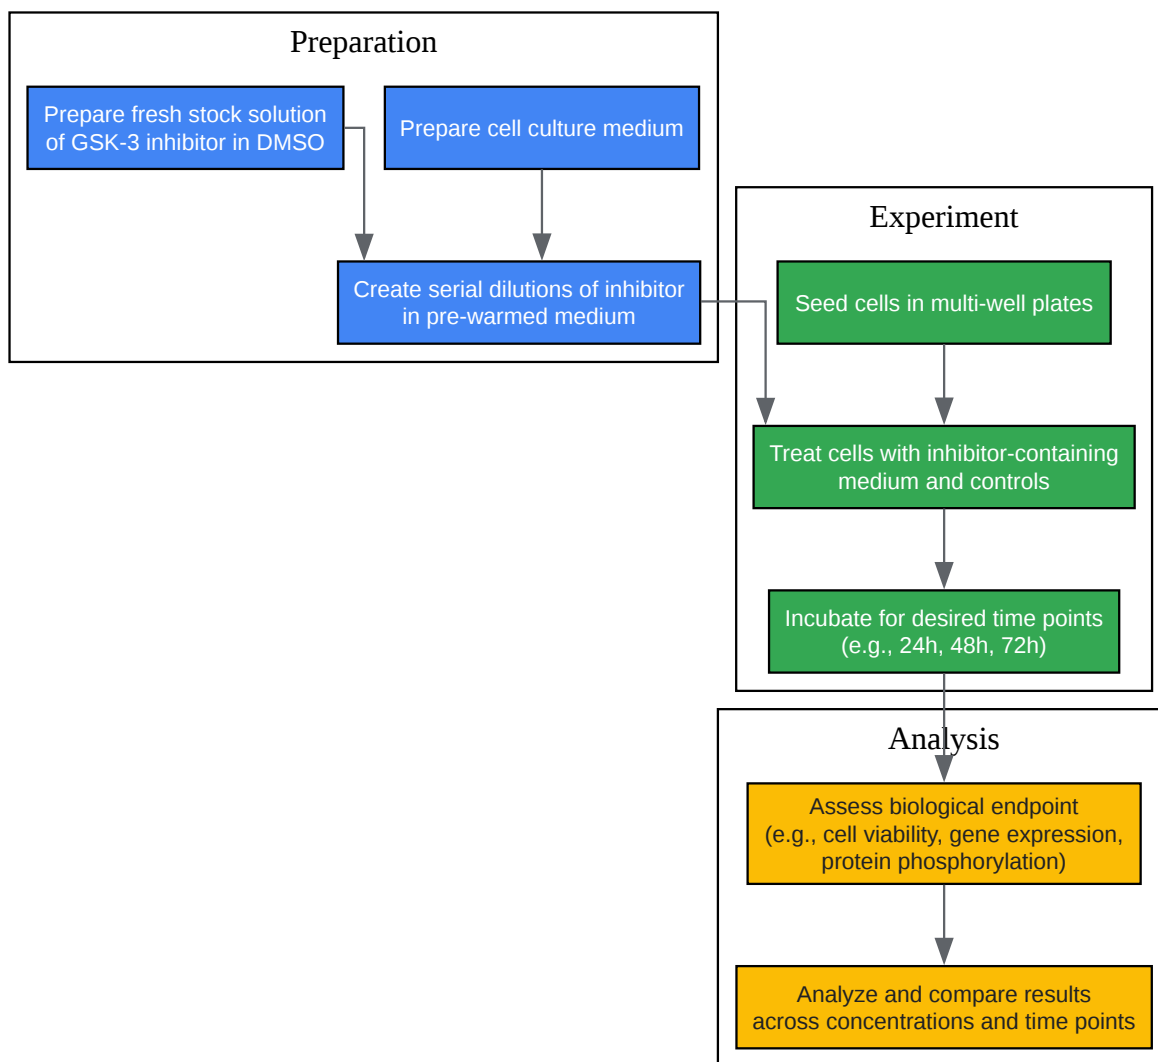 Preparation
Prepare fresh stock solution
of GSK-3 inhibitor in DMSO
Prepare cell culture medium
Create serial dilutions of inhibitor
in pre-warmed medium
Experiment
Seed cells in multi-well plates
Treat cells with inhibitor-containing
medium and controls
Incubate for desired time points
(e.g., 24h, 48h, 72h)
Analysis
Assess biological endpoint
(e.g., cell viability, gene expression,
protein phosphorylation)
Analyze and compare results
across concentrations and time points